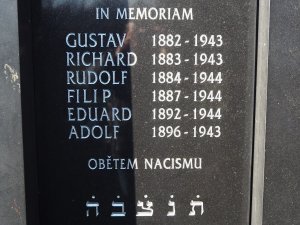 IN MEMORIAM
GUSTAV 1882-1943
RICHARD 1883-1943
RUDOLF 1884-1944
FILIP 1887-1944
EDUARD 1892-1944
ADOLF 1896-1943
OBĚTEM NACISMU
ת נ צ ב ה